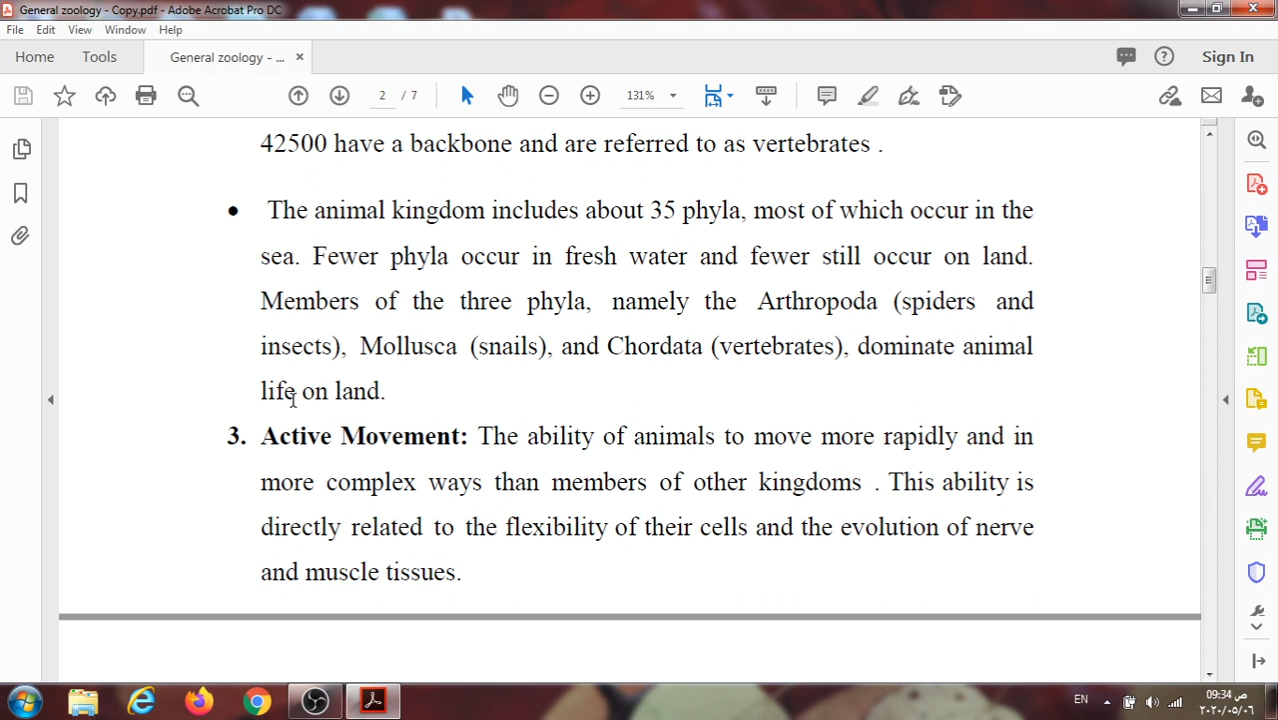 General zoology - Copy.pdf - Adobe Acrobat Pro DC
File Edit View Window Help
Home Tools General zoology - ... × Sign In
2 / 7 131%
42500 have a backbone and are referred to as vertebrates .
• The animal kingdom includes about 35 phyla, most of which occur in the
sea. Fewer phyla occur in fresh water and fewer still occur on land.
Members of the three phyla, namely the Arthropoda (spiders and
insects), Mollusca (snails), and Chordata (vertebrates), dominate animal
life on land.
3. Active Movement: The ability of animals to move more rapidly and in
more complex ways than members of other kingdoms . This ability is
directly related to the flexibility of their cells and the evolution of nerve
and muscle tissues.
EN 09:34 ص
٢٠٢٠/٠٥/٠٦